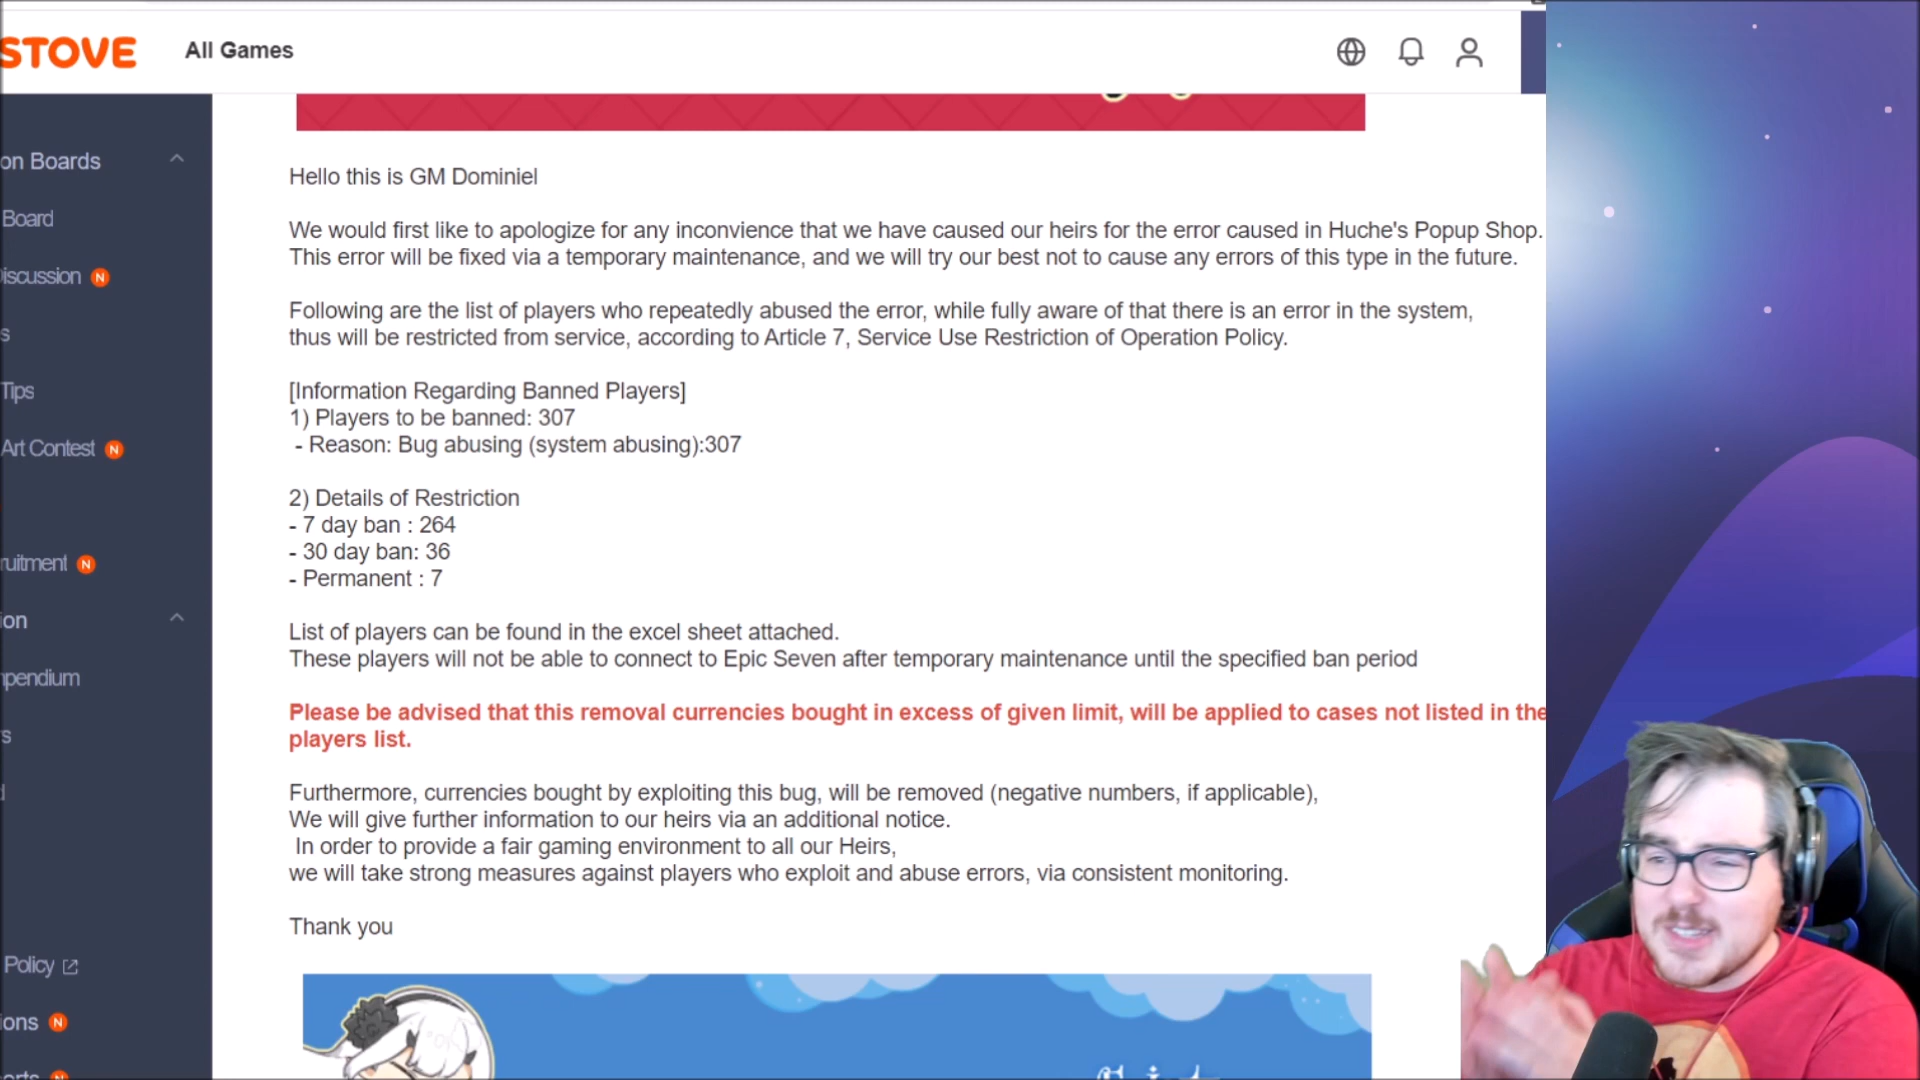 STOVE
All Games
on Boards
Board
Discussion N
s
Tips
Art Contest N
ruitment N
ion
pendium
rs
d
Policy
ions N
orts N
Hello this is GM Dominiel
We would first like to apologize for any inconvience that we have caused our heirs for the error caused in Huche's Popup Shop.
This error will be fixed via a temporary maintenance, and we will try our best not to cause any errors of this type in the future.
Following are the list of players who repeatedly abused the error, while fully aware of that there is an error in the system,
thus will be restricted from service, according to Article 7, Service Use Restriction of Operation Policy.
[Information Regarding Banned Players]
1) Players to be banned: 307
- Reason: Bug abusing (system abusing):307
2) Details of Restriction
- 7 day ban : 264
- 30 day ban: 36
- Permanent : 7
List of players can be found in the excel sheet attached.
These players will not be able to connect to Epic Seven after temporary maintenance until the specified ban period
Please be advised that this removal currencies bought in excess of given limit, will be applied to cases not listed in the
players list.
Furthermore, currencies bought by exploiting this bug, will be removed (negative numbers, if applicable),
We will give further information to our heirs via an additional notice.
In order to provide a fair gaming environment to all our Heirs,
we will take strong measures against players who exploit and abuse errors, via consistent monitoring.
Thank you